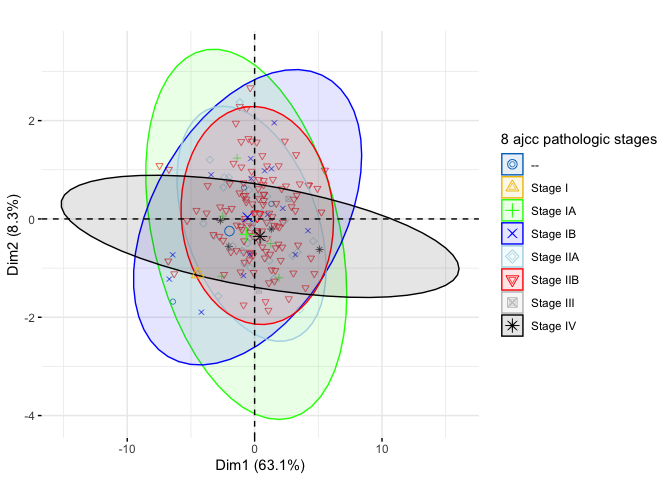 8 ajcc pathologic stages
--
Stage I
Stage IA
Stage IB
Stage IIA
Stage IIB
Stage III
Stage IV
Dim2 (8.3%)
2
0
-2
-4
-10
0
10
Dim1 (63.1%)